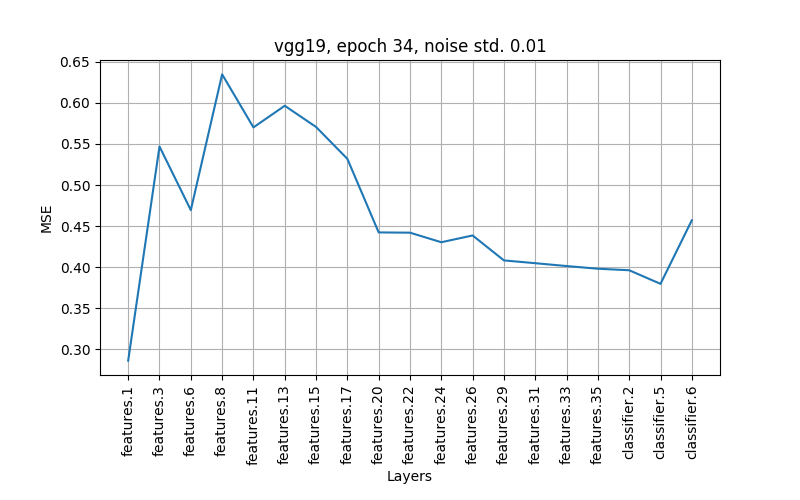 vgg19, epoch 34, noise std. 0.01
MSE
0.65
0.60
0.55
0.50
0.45
0.40
0.35
0.30
features.1
features.3
features.6
features.8
features.11
features.13
features.15
features.17
features.20
features.22
features.24
features.26
features.29
features.31
features.33
features.35
classifier.2
classifier.5
classifier.6
Layers